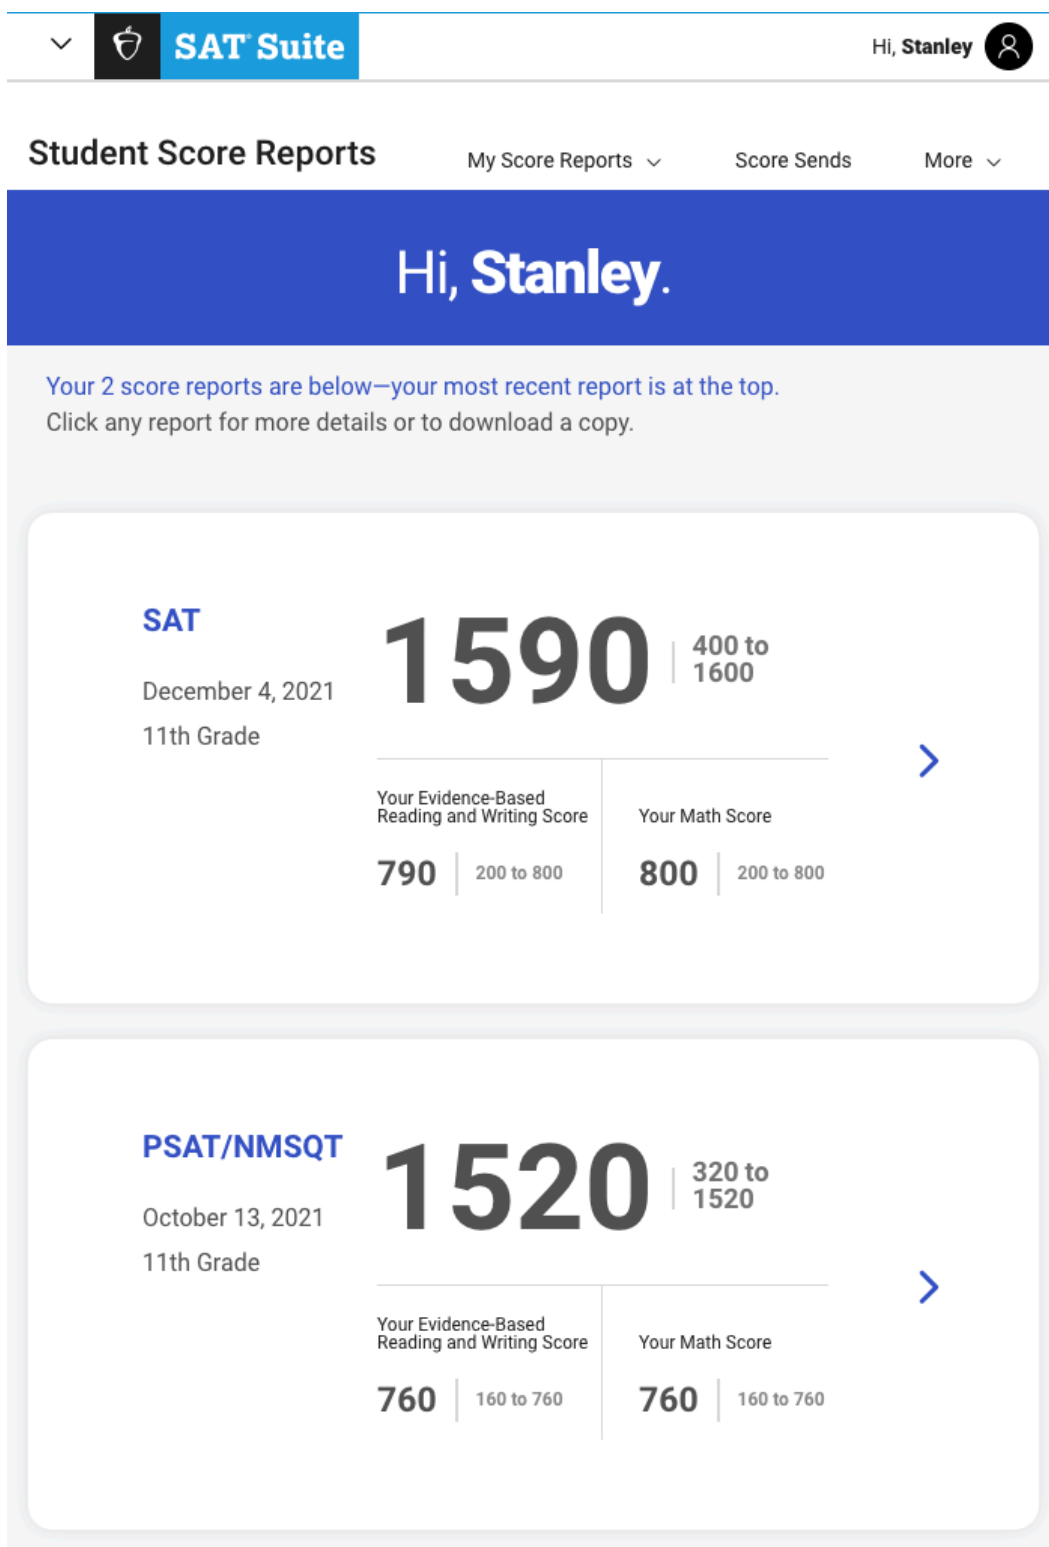 SAT® Suite
Hi, Stanley
Student Score Reports
My Score Reports
Score Sends
More
Hi, Stanley.
Your 2 score reports are below—your most recent report is at the top.
Click any report for more details or to download a copy.
SAT
December 4, 2021
11th Grade
1590
400 to
1600
Your Evidence-Based
Reading and Writing Score
790
200 to 800
Your Math Score
800
200 to 800
PSAT/NMSQT
October 13, 2021
11th Grade
1520
320 to
1520
Your Evidence-Based
Reading and Writing Score
760
160 to 760
Your Math Score
760
160 to 760